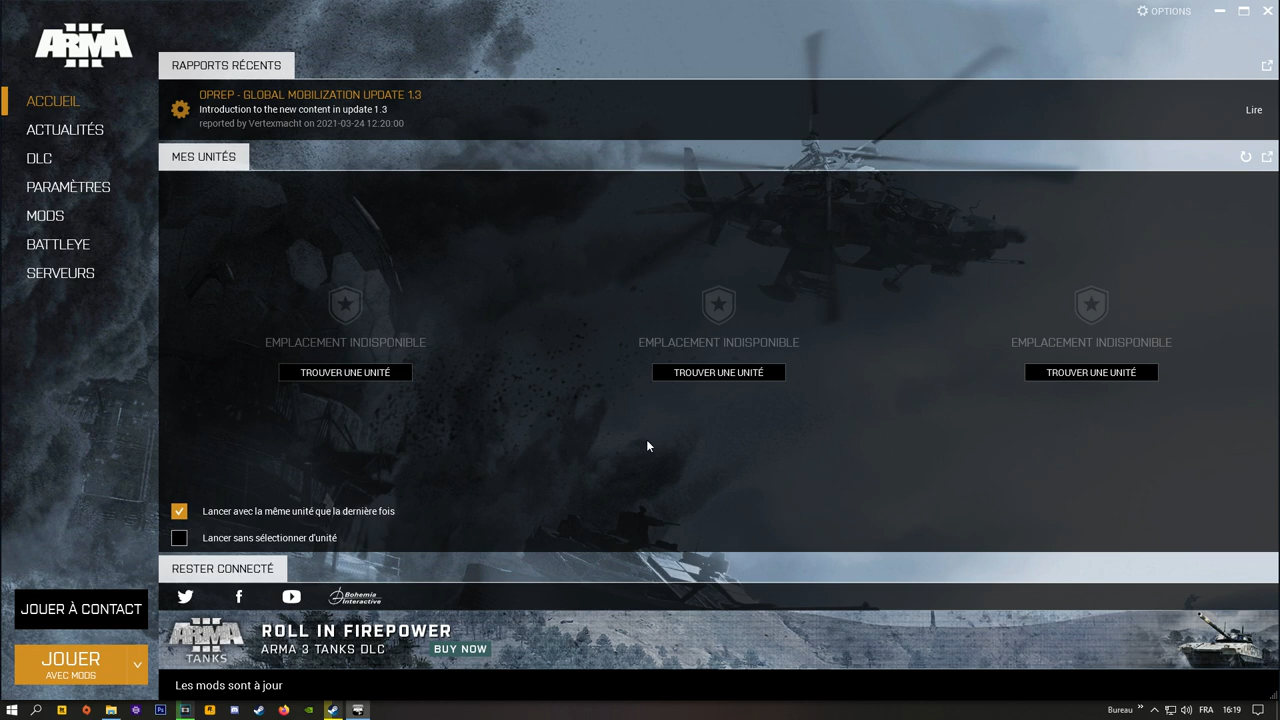 ARMA
III
OPTIONS
ACCUEIL
ACTUALITÉS
DLC
PARAMÈTRES
MODS
BATTLEYE
SERVEURS
RAPPORTS RÉCENTS
OPREP - GLOBAL MOBILIZATION UPDATE 1.3
Introduction to the new content in update 1.3
reported by Vertexmacht on 2021-03-24 12:20:00
Lire
MES UNITÉS
EMPLACEMENT INDISPONIBLE
TROUVER UNE UNITÉ
EMPLACEMENT INDISPONIBLE
TROUVER UNE UNITÉ
EMPLACEMENT INDISPONIBLE
TROUVER UNE UNITÉ
Lancer avec la même unité que la dernière fois
Lancer sans sélectionner d'unité
RESTER CONNECTÉ
Bohemia
Interactive
JOUER À CONTACT
JOUER
AVEC MODS
ARMA
III
TANKS
ROLL IN FIREPOWER
ARMA 3 TANKS DLC
BUY NOW
Les mods sont à jour
Bureau
FRA
16:19